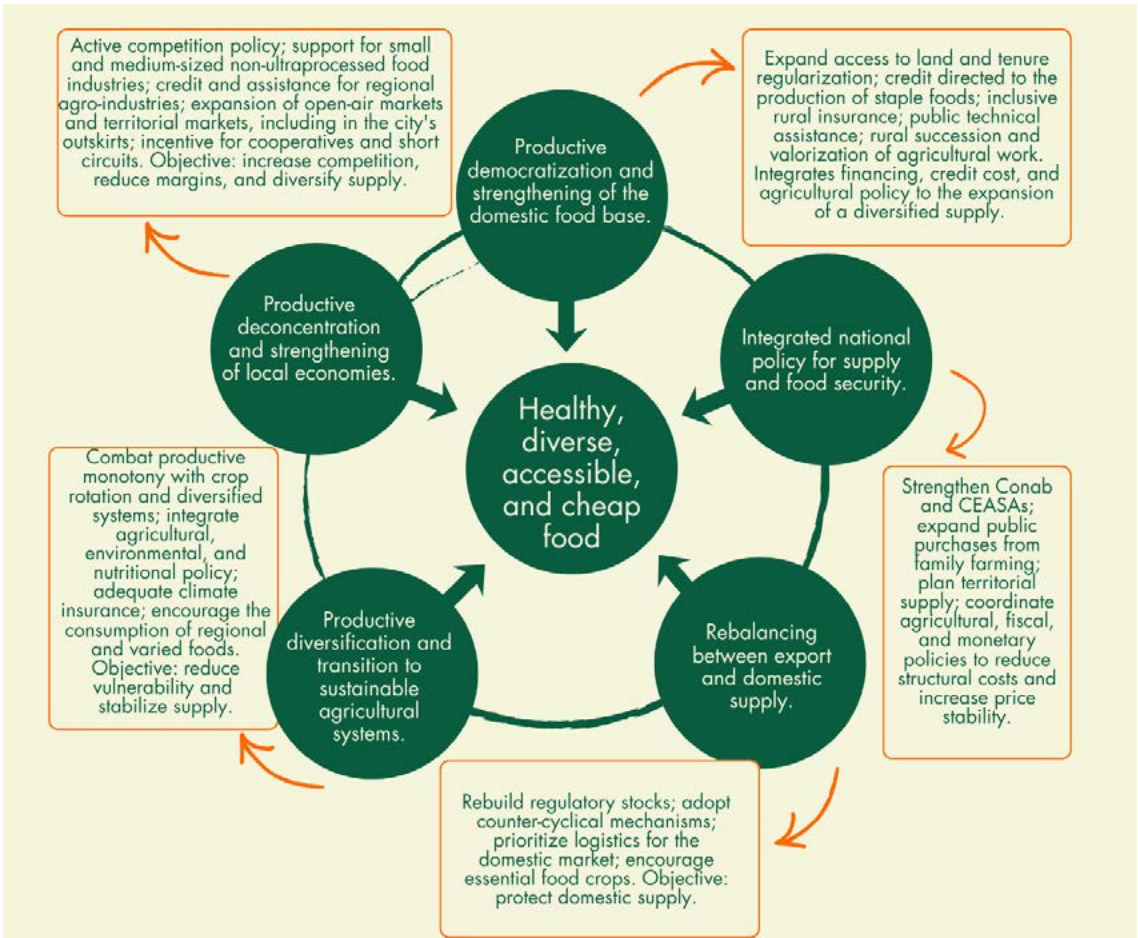 Active competition policy; support for small
and medium-sized non-ultraprocessed food
industries; credit and assistance for regional
agro-industries; expansion of open-air markets
and territorial markets, including in the city's
outskirts; incentive for cooperatives and short
circuits. Objective: increase competition,
reduce margins, and diversify supply.
Productive
democratization and
strengthening of the
domestic food base.
Expand access to land and tenure
regularization; credit directed to the
production of staple foods; inclusive
rural insurance; public technical
assistance; rural succession and
valorization of agricultural work.
Integrates financing, credit cost, and
agricultural policy to the expansion
of a diversified supply.
Productive
deconcentration
and strengthening
of local economies.
Integrated national
policy for supply
and food security.
Healthy,
diverse,
accessible,
and cheap
food
Combat productive
monotony with crop
rotation and diversified
systems; integrate
agricultural,
environmental, and
nutritional policy;
adequate climate
insurance; encourage the
consumption of regional
and varied foods.
Objective: reduce
vulnerability and
stabilize supply.
Strengthen Conab
and CEASAs;
expand public
purchases from
family farming;
plan territorial
supply; coordinate
agricultural, fiscal,
and monetary
policies to reduce
structural costs and
increase price
stability.
Productive
diversification and
transition to
sustainable
agricultural
systems.
Rebalancing
between export
and domestic
supply.
Rebuild regulatory stocks; adopt
counter-cyclical mechanisms;
prioritize logistics for the
domestic market; encourage
essential food crops. Objective:
protect domestic supply.